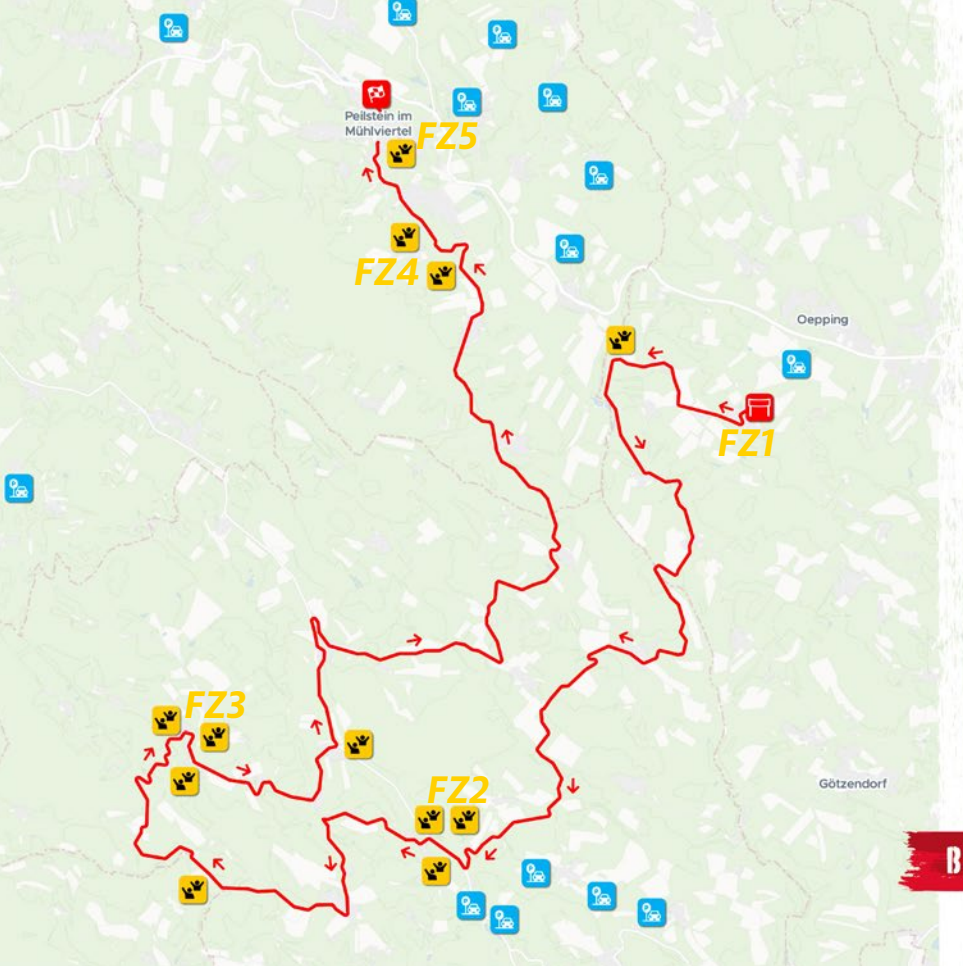 Peilstein im
Mühlviertel
FZ5
FZ4
Oepping
FZ1
FZ3
FZ2
Götzendorf
B